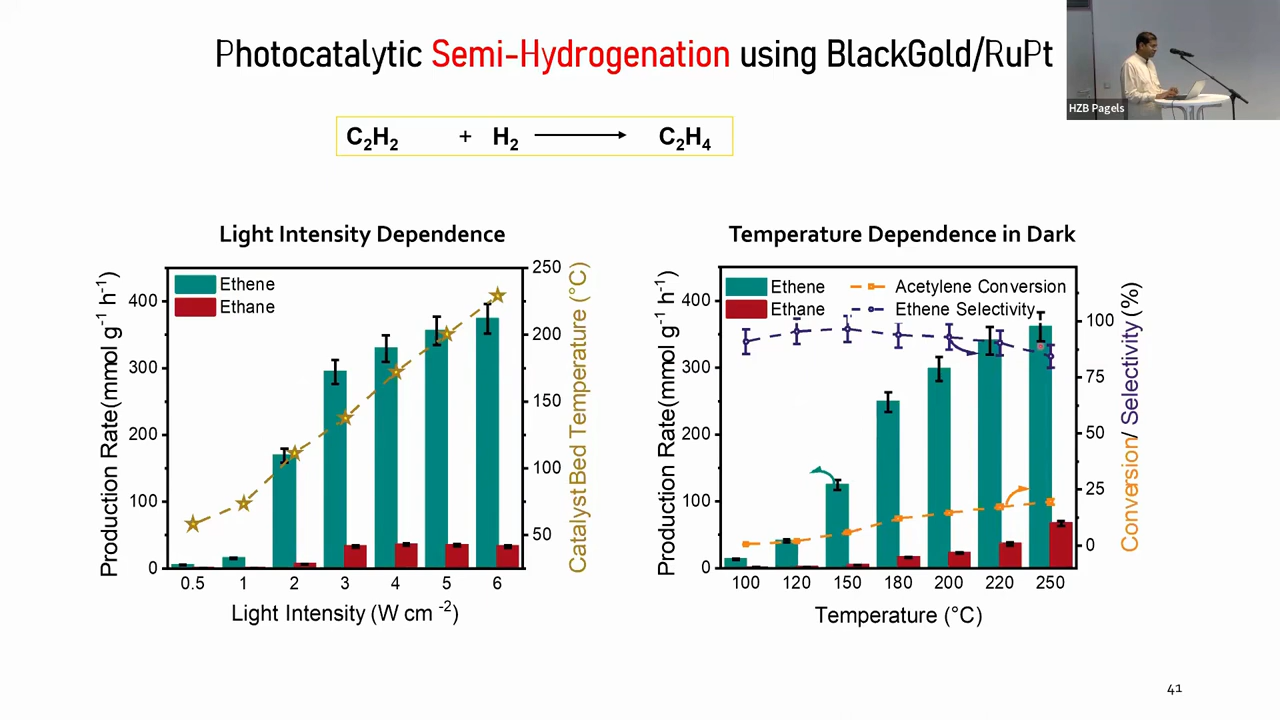 Photocatalytic Semi-Hydrogenation using BlackGold/RuPt
HZB Pagels
C₂H₂ + H₂ ⟶ C₂H₄
Light Intensity Dependence
Ethene
Ethane
Production Rate(mmol g⁻¹ h⁻¹)
400
300
200
100
0
250
200
150
100
50
Catalyst Bed Temperature (°C)
0.5 1 2 3 4 5 6
Light Intensity (W cm⁻²)
Temperature Dependence in Dark
Ethene
Ethane
Acetylene Conversion
Ethene Selectivity
Production Rate(mmol g⁻¹ h⁻¹)
400
300
200
100
0
100
75
50
25
0
Conversion/ Selectivity (%)
100 120 150 180 200 220 250
Temperature (°C)
41